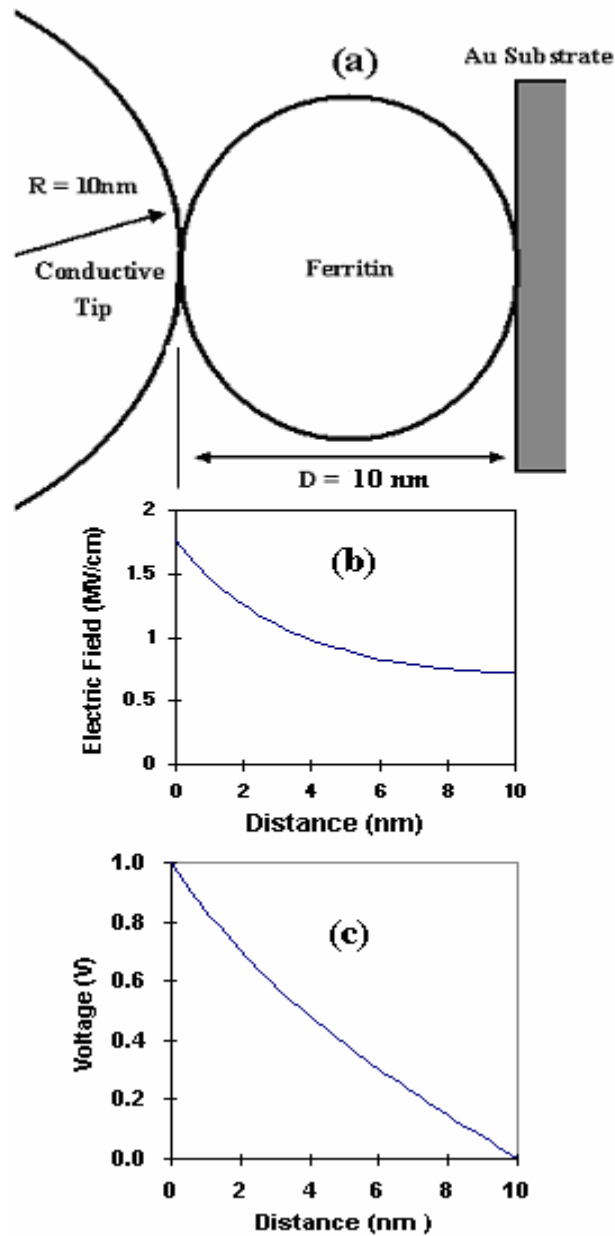 (a)
Au Substrate
R = 10nm
Conductive
Tip
Ferritin
D = 10 nm
(b)
Electric Field (MV/cm)
2
1.5
1
0.5
0
0 2 4 6 8 10
Distance (nm)
(c)
Voltage (V)
1.0
0.8
0.6
0.4
0.2
0.0
0 2 4 6 8 10
Distance (nm )